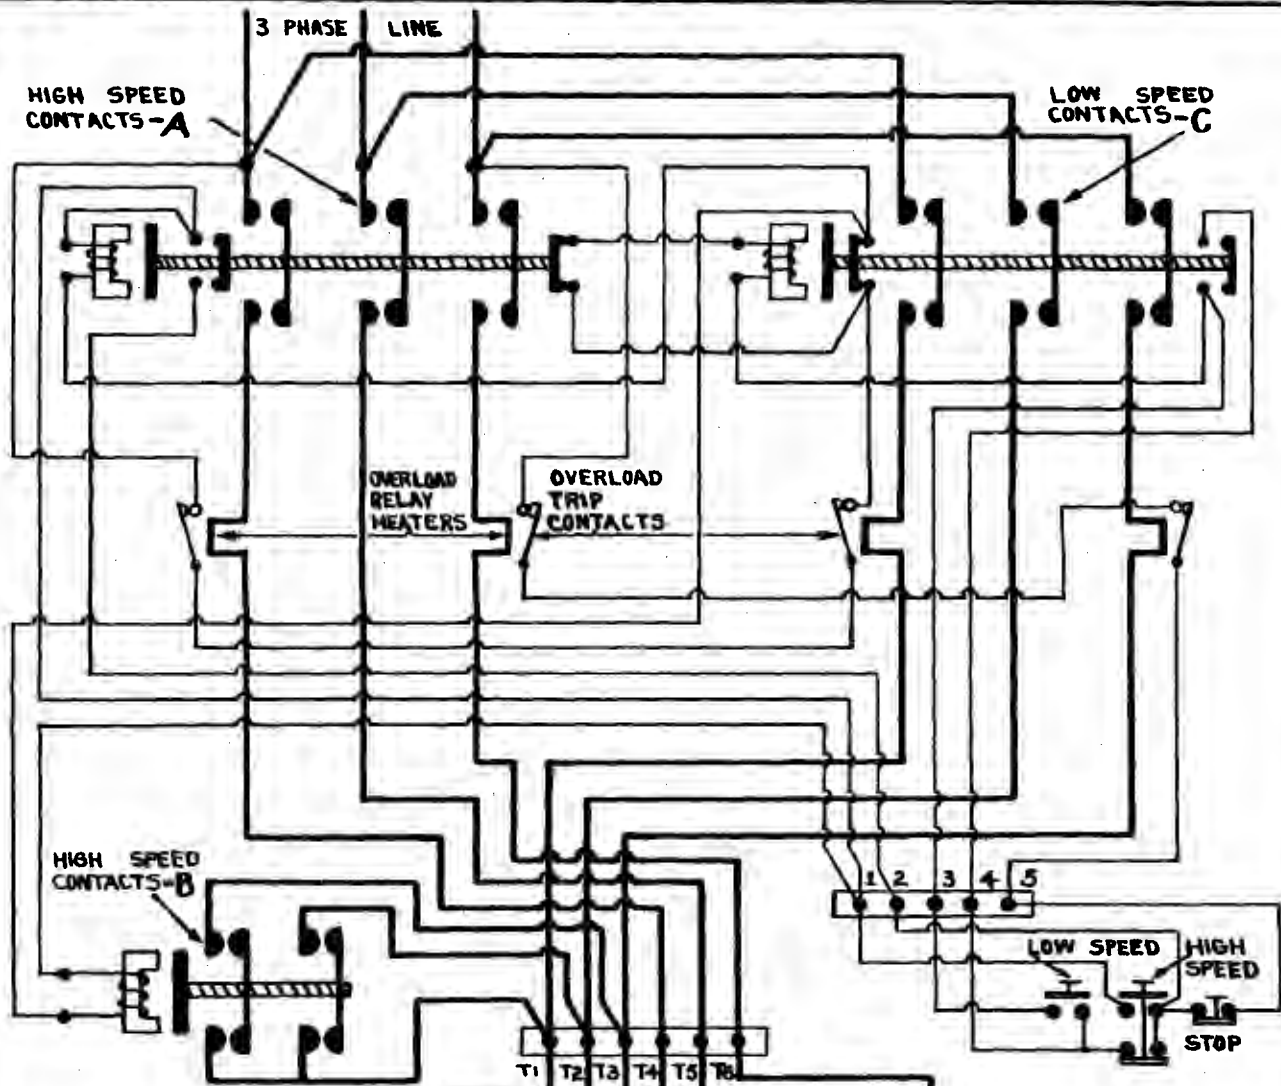 3 PHASE LINE
HIGH SPEED
CONTACTS-A
LOW SPEED
CONTACTS-C
OVERLOAD
RELAY
HEATERS
OVERLOAD
TRIP
CONTACTS
HIGH SPEED
CONTACTS-B
1 2 3 4 5
LOW SPEED
HIGH
SPEED
STOP
T1 T2 T3 T4 T5 T6